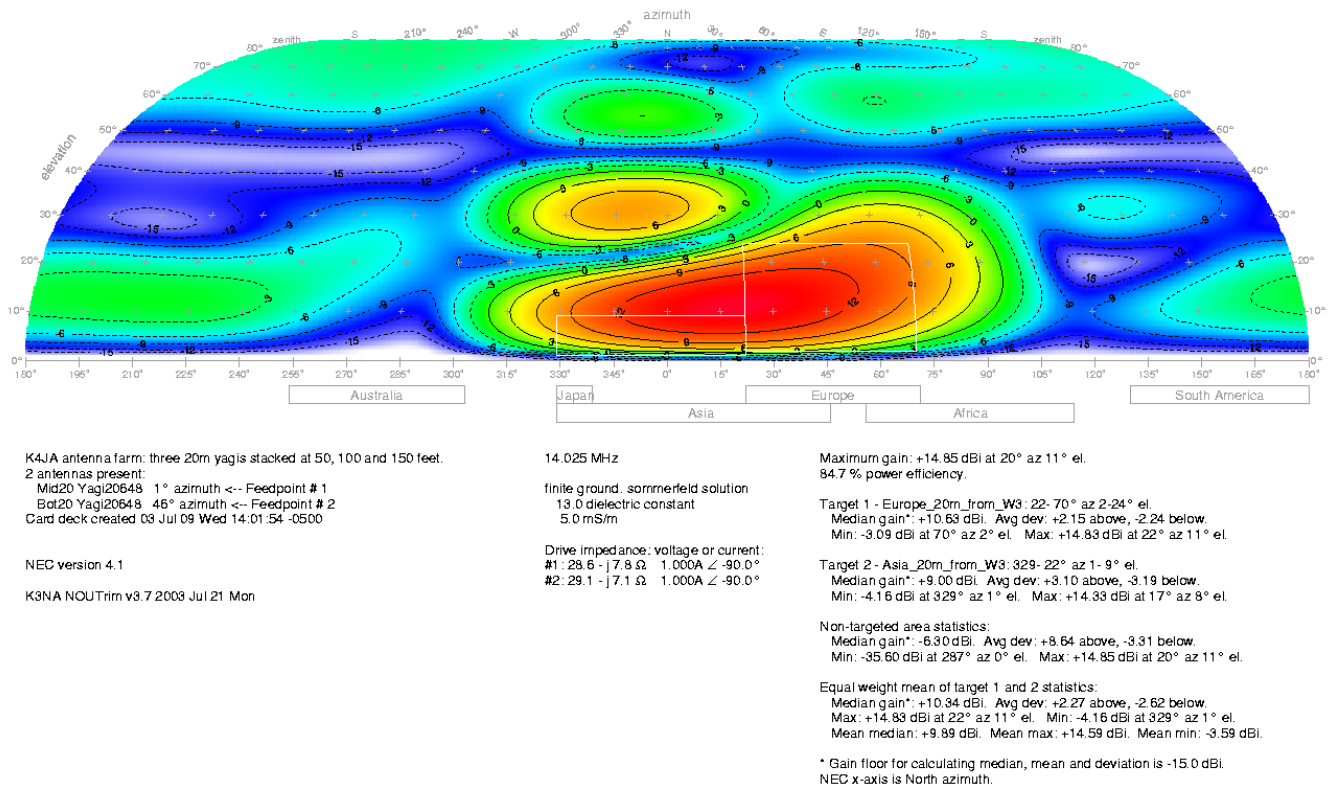 azimuth
S 210° 240° W 300° 330° N 30° 60° E 120° 150° S
zenith zenith
80° 80°
70° 70°
60° 60°
50° 50°
elevation
40° 40°
30° 30°
20° 20°
10° 10°
0° 0°
180° 195° 210° 225° 240° 255° 270° 285° 315° 330° 345° 0° 15° 30° 45° 60° 75° 90° 105° 120° 135° 150° 165° 180°
Australia Japan Europe South America
Asia Africa
K4JA antenna farm: three 20m yagis stacked at 50, 100 and 150 feet.
2 antennas present:
Mid20 Yagi20648 1° azimuth <-- Feedpoint # 1
Bot20 Yagi20648 46° azimuth <-- Feedpoint # 2
Card deck created 03 Jul 09 Wed 14:01:54 -0500
NEC version 4.1
K3NA NOUTrim v3.7 2003 Jul 21 Mon
14.025 MHz
finite ground. sommerfeld solution
13.0 dielectric constant
5.0 mS/m
Drive impedance: voltage or current:
#1: 28.6 - j 7.8 Ω 1.000A ∠ -90.0°
#2: 29.1 - j 7.1 Ω 1.000A ∠ -90.0°
Maximum gain: +14.85 dBi at 20° az 11° el.
84.7 % power efficiency.
Target 1 - Europe_20m_from_W3: 22- 70° az 2-24° el.
Median gain*: +10.63 dBi. Avg dev: +2.15 above, -2.24 below.
Min: -3.09 dBi at 70° az 2° el. Max: +14.83 dBi at 22° az 11° el.
Target 2 - Asia_20m_from_W3: 329- 22° az 1- 9° el.
Median gain*: +9.00 dBi. Avg dev: +3.10 above, -3.19 below.
Min: -4.16 dBi at 329° az 1° el. Max: +14.33 dBi at 17° az 8° el.
Non-targeted area statistics:
Median gain*: -6.30 dBi. Avg dev: +8.64 above, -3.31 below.
Min: -35.60 dBi at 287° az 0° el. Max: +14.85 dBi at 20° az 11° el.
Equal weight mean of target 1 and 2 statistics:
Median gain*: +10.34 dBi. Avg dev: +2.27 above, -2.62 below.
Max: +14.83 dBi at 22° az 11° el. Min: -4.16 dBi at 329° az 1° el.
Mean median: +9.89 dBi. Mean max: +14.59 dBi. Mean min: -3.59 dBi.
* Gain floor for calculating median, mean and deviation is -15.0 dBi.
NEC x-axis is North azimuth.